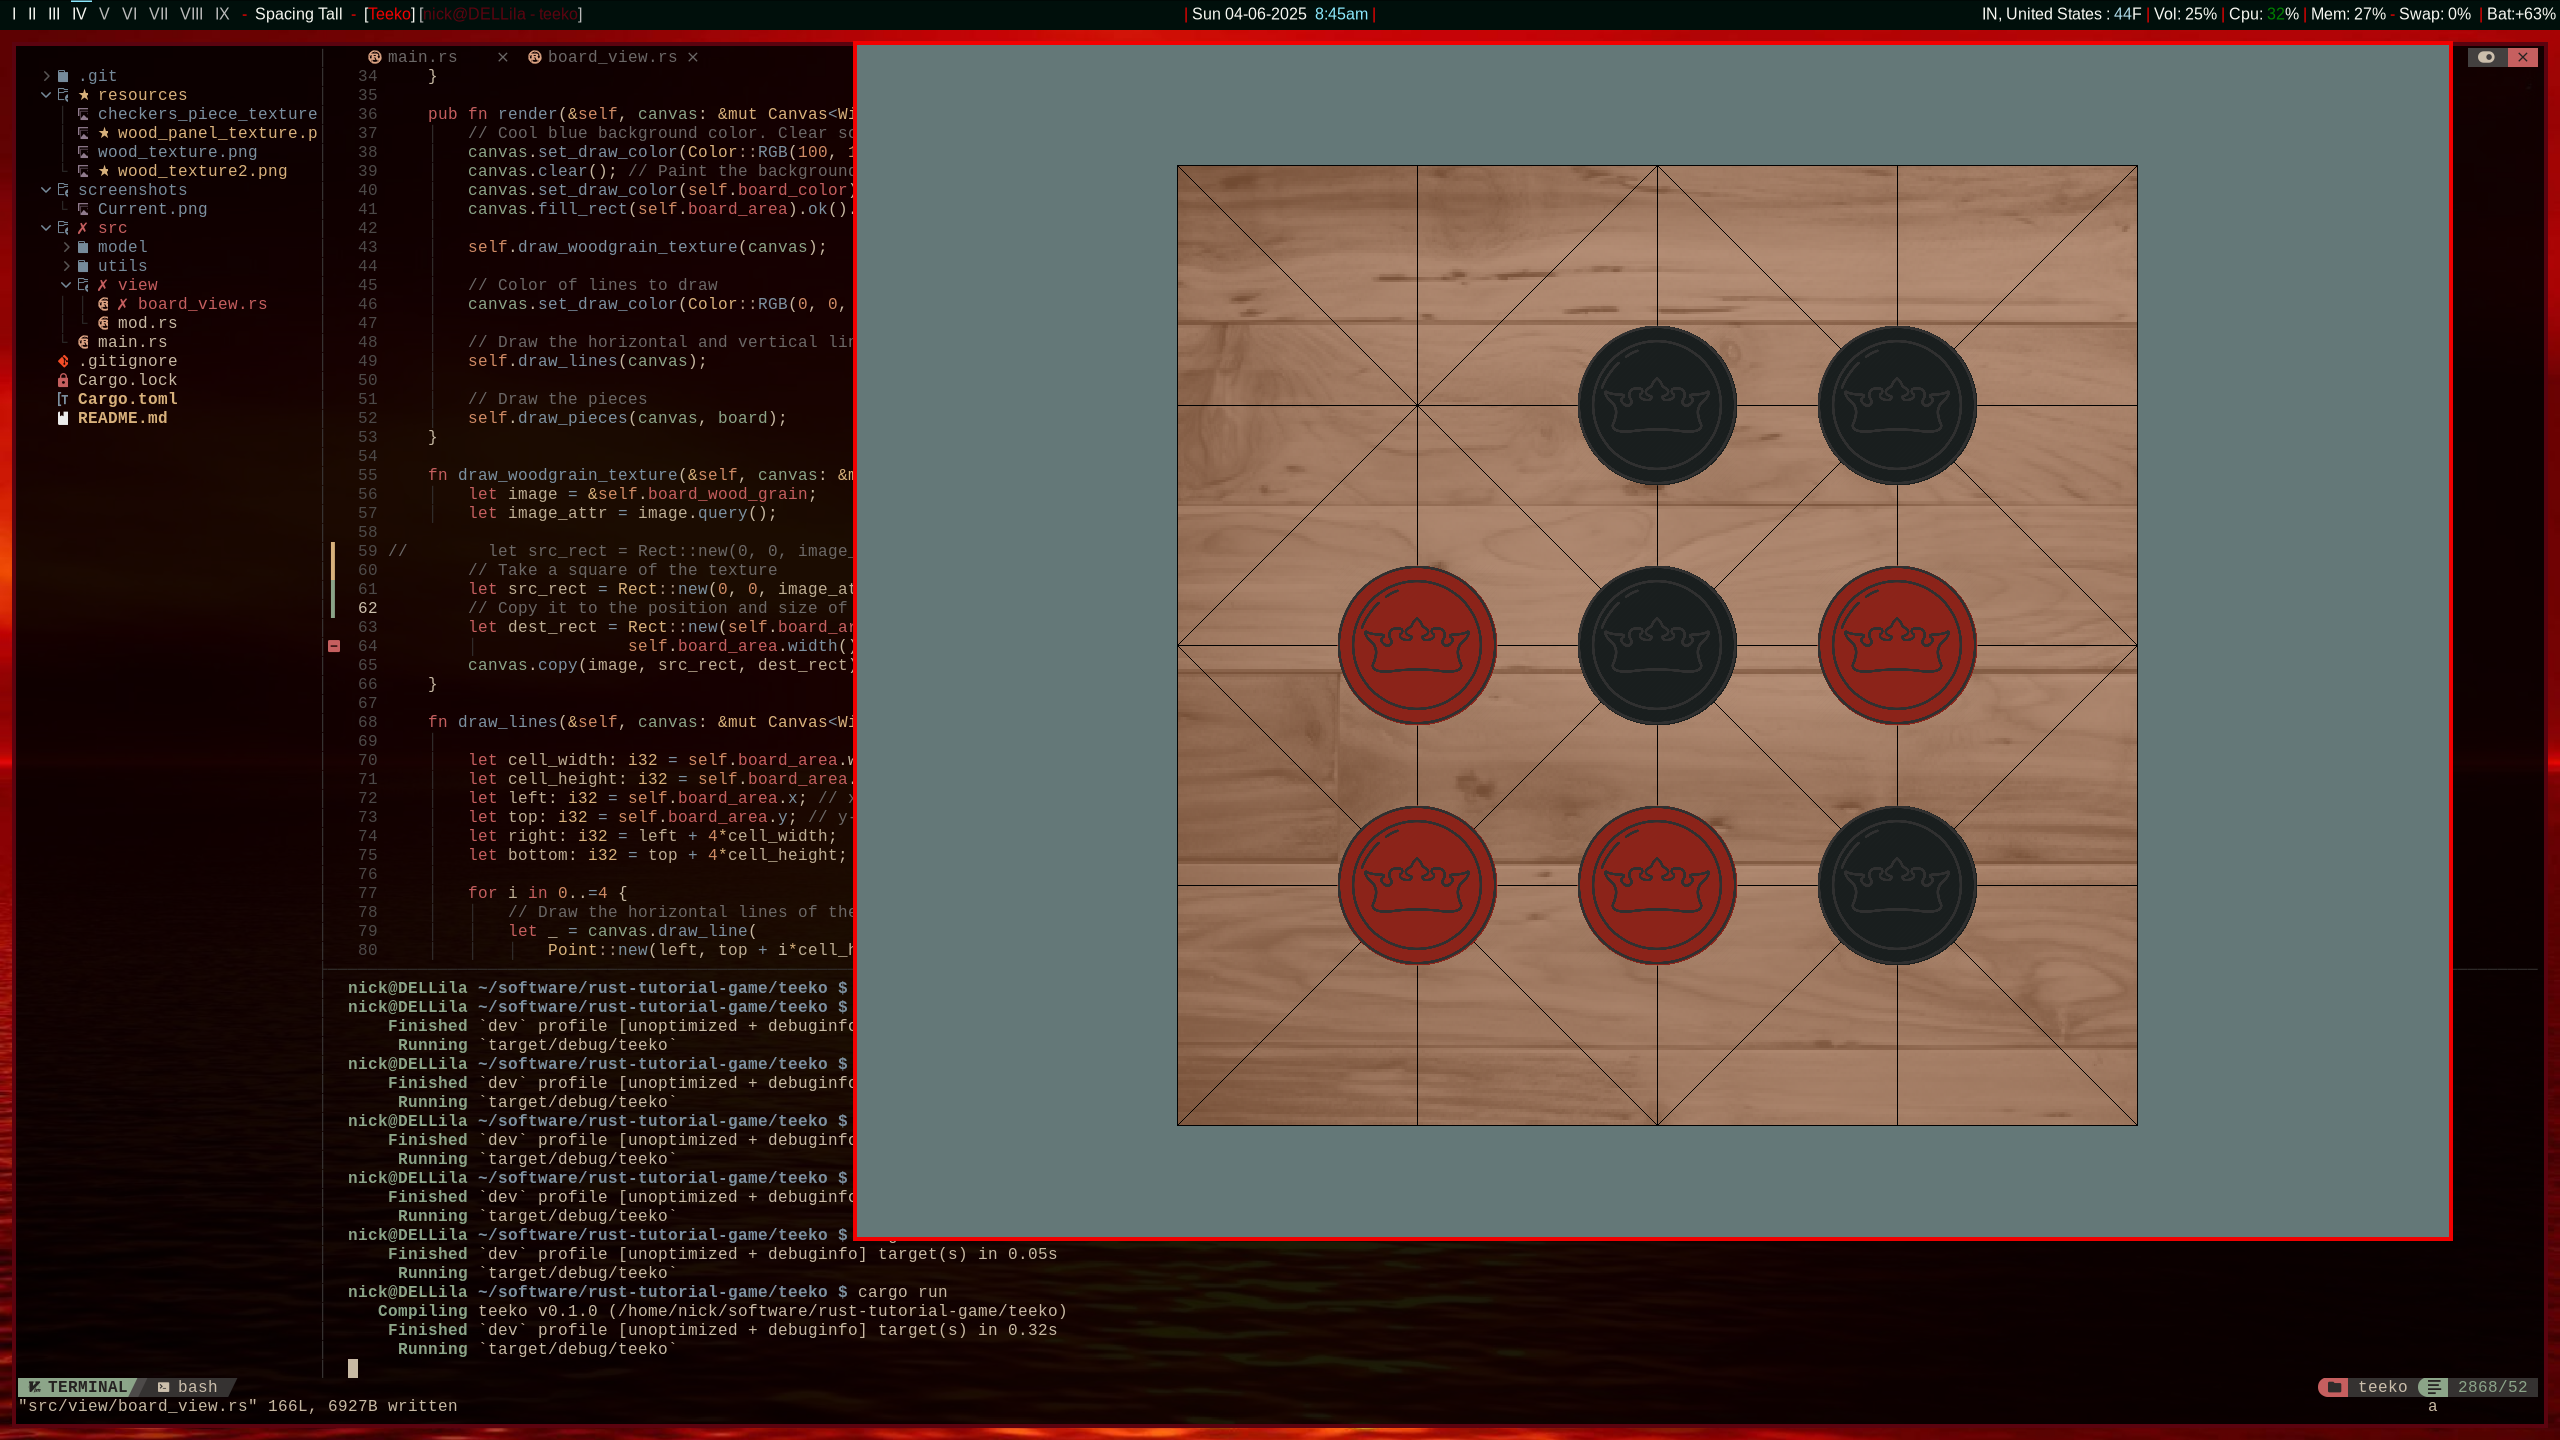 I II III IV V VI VII VIII IX - Spacing Tall - [Teeko] [nick@DELLila - teeko] | Sun 04-06-2025 8:45am | IN, United States : 44F | Vol: 25% | Cpu: 32% | Mem: 27% - Swap: 0% | Bat:+63%
main.rs board_view.rs
.git
resources
checkers_piece_texture
wood_panel_texture.p
wood_texture.png
wood_texture2.png
screenshots
Current.png
src
model
utils
view
board_view.rs
mod.rs
main.rs
.gitignore
Cargo.lock
Cargo.toml
README.md
34 }
35
36 pub fn render(&self, canvas: &mut Canvas<Wi
37 // Cool blue background color. Clear sc
38 canvas.set_draw_color(Color::RGB(100, 1
39 canvas.clear(); // Paint the background
40 canvas.set_draw_color(self.board_color)
41 canvas.fill_rect(self.board_area).ok().
42
43 self.draw_woodgrain_texture(canvas);
44
45 // Color of lines to draw
46 canvas.set_draw_color(Color::RGB(0, 0,
47
48 // Draw the horizontal and vertical lin
49 self.draw_lines(canvas);
50
51 // Draw the pieces
52 self.draw_pieces(canvas, board);
53 }
54
55 fn draw_woodgrain_texture(&self, canvas: &m
56 let image = &self.board_wood_grain;
57 let image_attr = image.query();
58
59 // let src_rect = Rect::new(0, 0, image_
60 // Take a square of the texture
61 let src_rect = Rect::new(0, 0, image_at
62 // Copy it to the position and size of
63 let dest_rect = Rect::new(self.board_ar
64 self.board_area.width()
65 canvas.copy(image, src_rect, dest_rect)
66 }
67
68 fn draw_lines(&self, canvas: &mut Canvas<Wi
69
70 let cell_width: i32 = self.board_area.w
71 let cell_height: i32 = self.board_area.
72 let left: i32 = self.board_area.x; // x
73 let top: i32 = self.board_area.y; // y-
74 let right: i32 = left + 4*cell_width;
75 let bottom: i32 = top + 4*cell_height;
76
77 for i in 0..=4 {
78 // Draw the horizontal lines of the
79 let _ = canvas.draw_line(
80 Point::new(left, top + i*cell_h
nick@DELLila ~/software/rust-tutorial-game/teeko $
nick@DELLila ~/software/rust-tutorial-game/teeko $
Finished `dev` profile [unoptimized + debuginfo
Running `target/debug/teeko`
nick@DELLila ~/software/rust-tutorial-game/teeko $
Finished `dev` profile [unoptimized + debuginfo
Running `target/debug/teeko`
nick@DELLila ~/software/rust-tutorial-game/teeko $
Finished `dev` profile [unoptimized + debuginfo
Running `target/debug/teeko`
nick@DELLila ~/software/rust-tutorial-game/teeko $
Finished `dev` profile [unoptimized + debuginfo
Running `target/debug/teeko`
nick@DELLila ~/software/rust-tutorial-game/teeko $
Finished `dev` profile [unoptimized + debuginfo] target(s) in 0.05s
Running `target/debug/teeko`
nick@DELLila ~/software/rust-tutorial-game/teeko $ cargo run
Compiling teeko v0.1.0 (/home/nick/software/rust-tutorial-game/teeko)
Finished `dev` profile [unoptimized + debuginfo] target(s) in 0.32s
Running `target/debug/teeko`
TERMINAL bash teeko 2868/52
"src/view/board_view.rs" 166L, 6927B written a